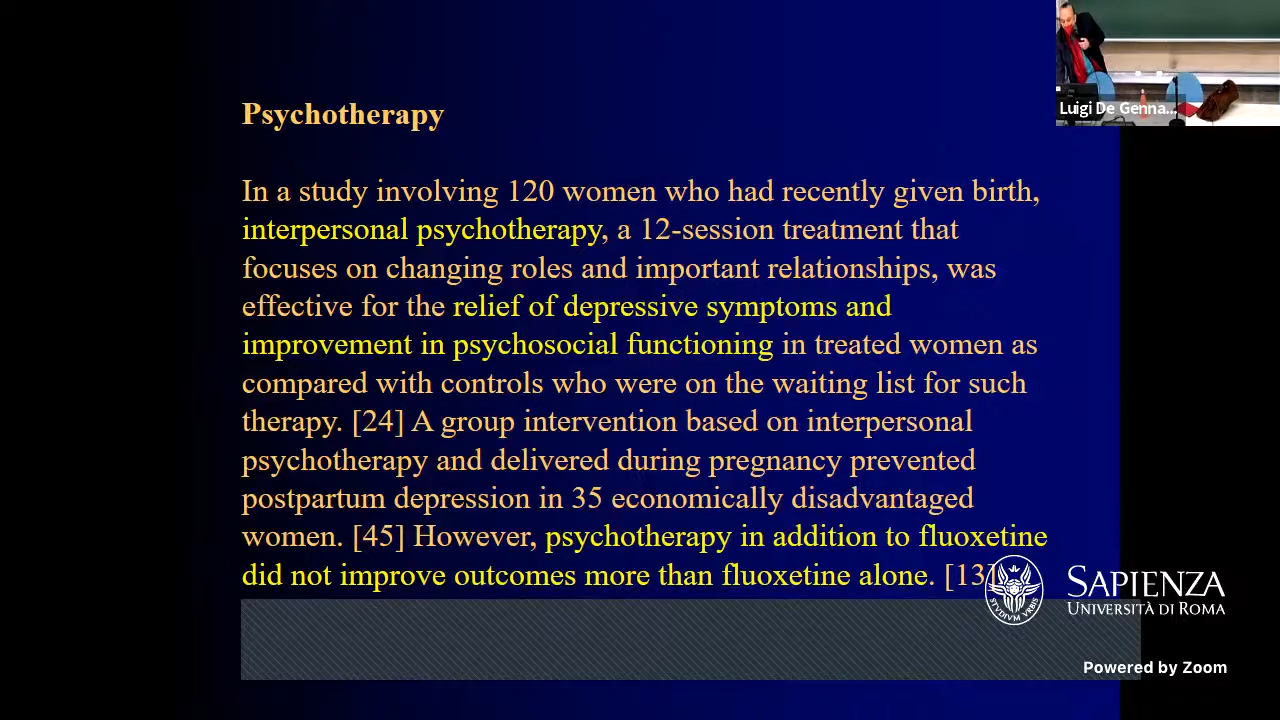 Luigi De Genna...
Psychotherapy
In a study involving 120 women who had recently given birth,
interpersonal psychotherapy, a 12-session treatment that
focuses on changing roles and important relationships, was
effective for the relief of depressive symptoms and
improvement in psychosocial functioning in treated women as
compared with controls who were on the waiting list for such
therapy. [24] A group intervention based on interpersonal
psychotherapy and delivered during pregnancy prevented
postpartum depression in 35 economically disadvantaged
women. [45] However, psychotherapy in addition to fluoxetine
did not improve outcomes more than fluoxetine alone. [13]
STVDIVM VRBIS
SAPIENZA
UNIVERSITÀ DI ROMA
Powered by Zoom